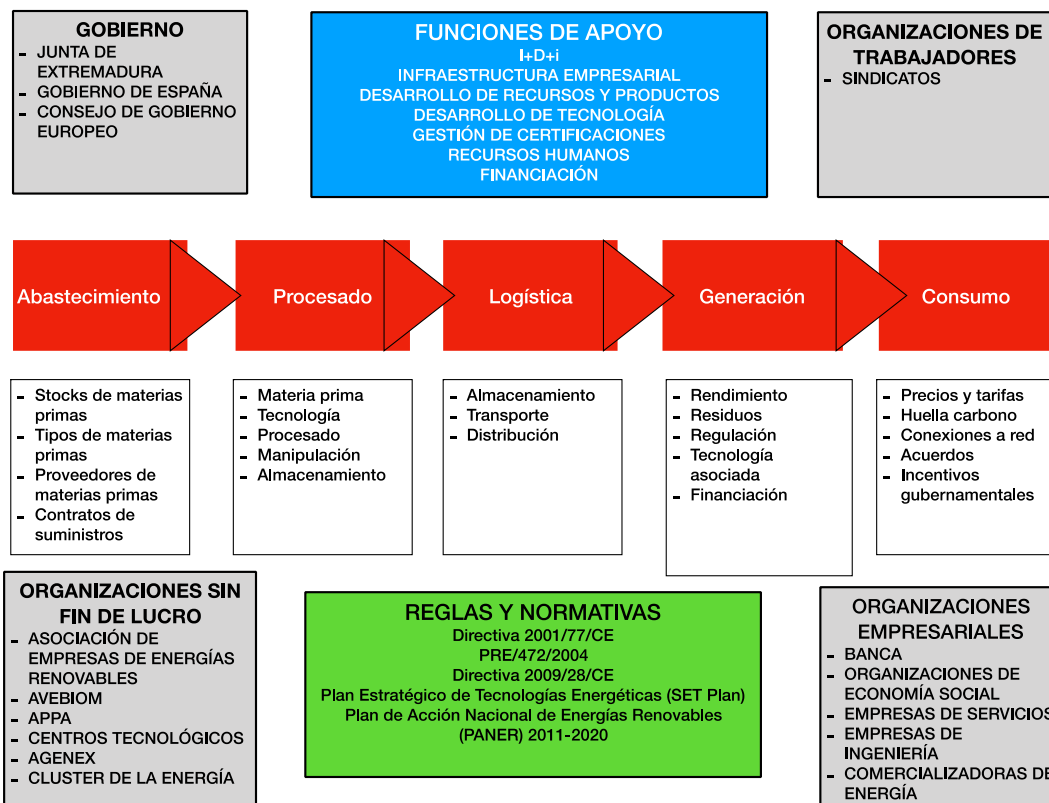 GOBIERNO
- JUNTA DE
EXTREMADURA
- GOBIERNO DE ESPAÑA
- CONSEJO DE GOBIERNO
EUROPEO
FUNCIONES DE APOYO
I+D+i
INFRAESTRUCTURA EMPRESARIAL
DESARROLLO DE RECURSOS Y PRODUCTOS
DESARROLLO DE TECNOLOGÍA
GESTIÓN DE CERTIFICACIONES
RECURSOS HUMANOS
FINANCIACIÓN
ORGANIZACIONES DE
TRABAJADORES
- SINDICATOS
Abastecimiento
Procesado
Logística
Generación
Consumo
- Stocks de materias
primas
- Tipos de materias
primas
- Proveedores de
materias primas
- Contratos de
suministros
- Materia prima
- Tecnología
- Procesado
- Manipulación
- Almacenamiento
- Almacenamiento
- Transporte
- Distribución
- Rendimiento
- Residuos
- Regulación
- Tecnología
asociada
- Financiación
- Precios y tarifas
- Huella carbono
- Conexiones a red
- Acuerdos
- Incentivos
gubernamentales
ORGANIZACIONES SIN
FIN DE LUCRO
- ASOCIACIÓN DE
EMPRESAS DE ENERGÍAS
RENOVABLES
- AVEBIOM
- APPA
- CENTROS TECNOLÓGICOS
- AGENEX
- CLUSTER DE LA ENERGÍA
REGLAS Y NORMATIVAS
Directiva 2001/77/CE
PRE/472/2004
Directiva 2009/28/CE
Plan Estratégico de Tecnologías Energéticas (SET Plan)
Plan de Acción Nacional de Energías Renovables
(PANER) 2011-2020
ORGANIZACIONES
EMPRESARIALES
- BANCA
- ORGANIZACIONES DE
ECONOMÍA SOCIAL
- EMPRESAS DE SERVICIOS
- EMPRESAS DE
INGENIERÍA
- COMERCIALIZADORAS DE
ENERGÍA